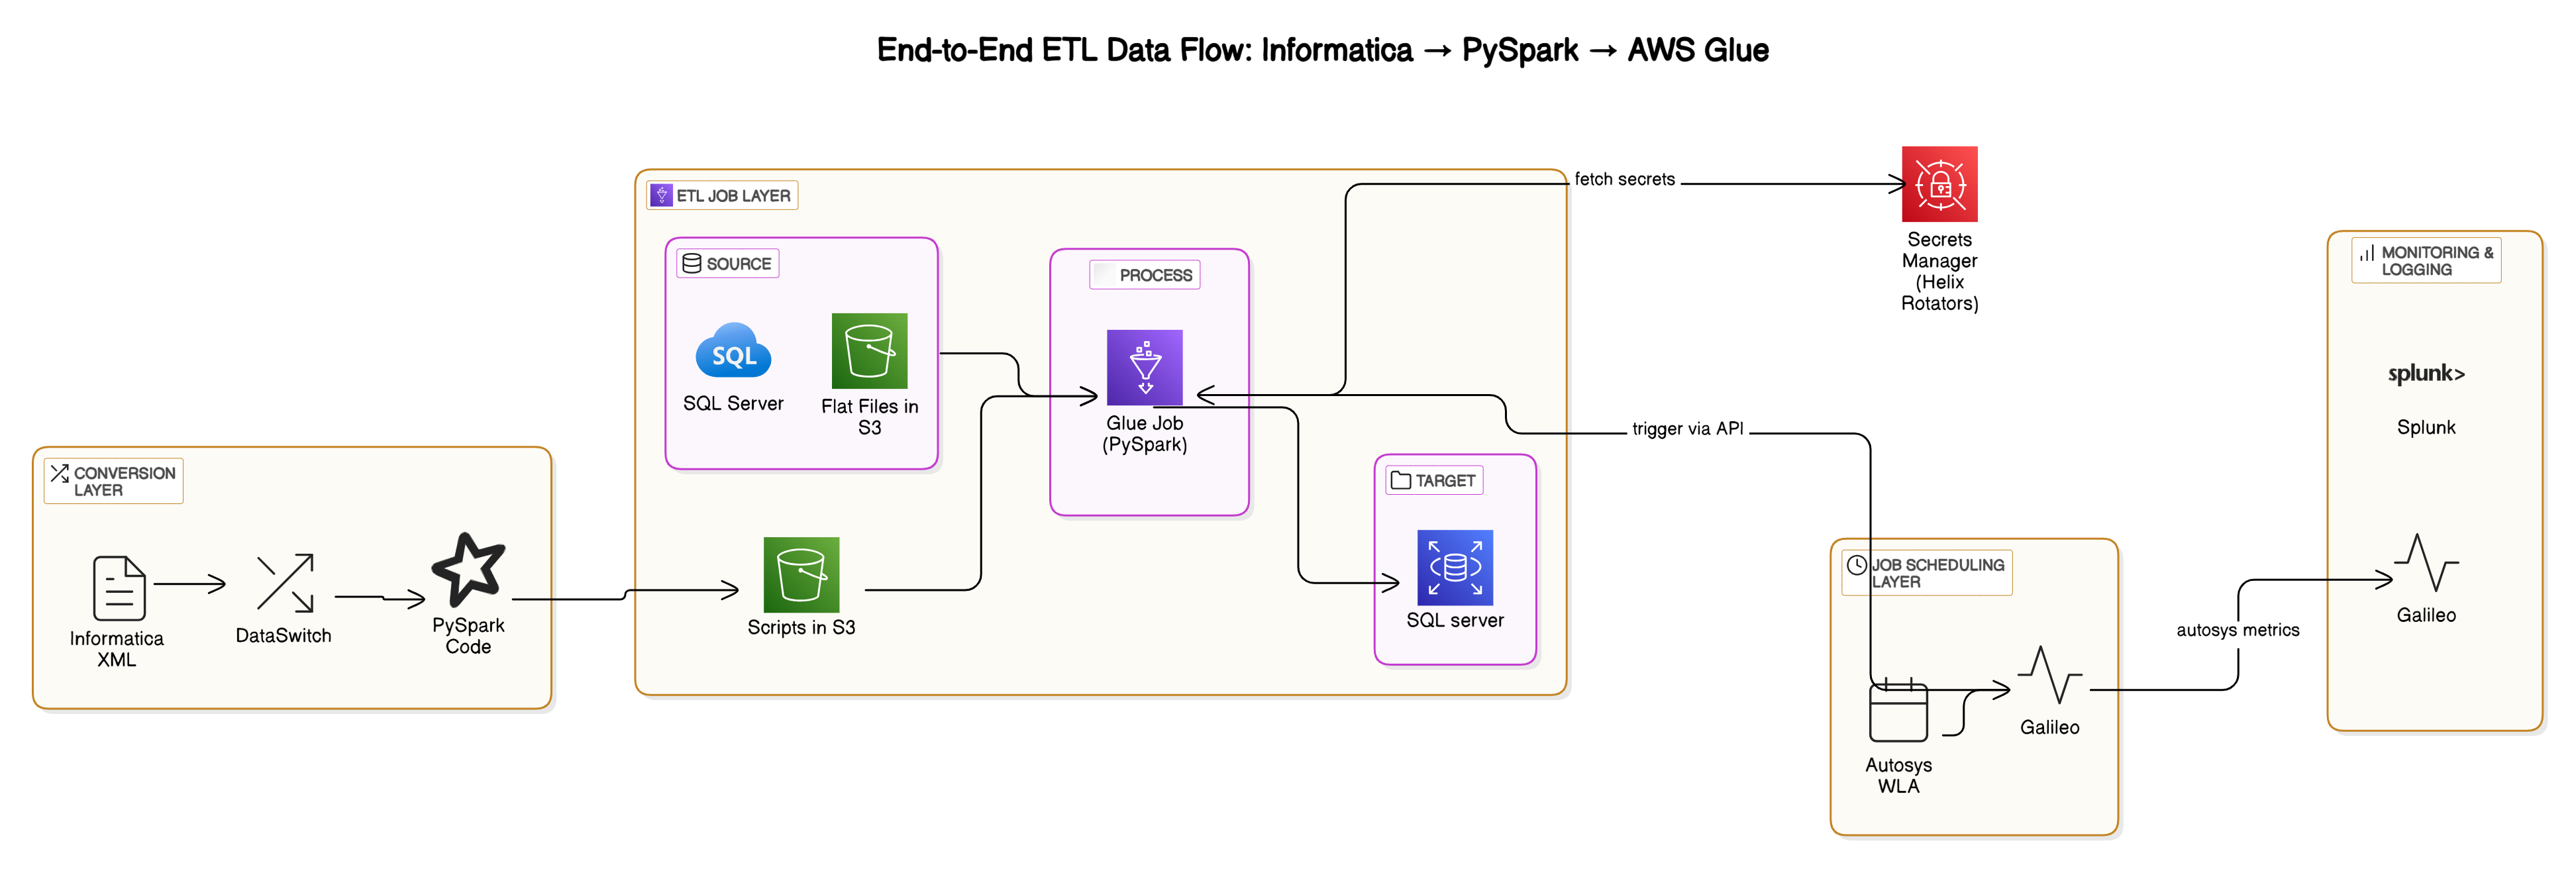 End-to-End ETL Data Flow: Informatica → PySpark → AWS Glue
CONVERSION
LAYER
Informatica
XML
DataSwitch
PySpark
Code
ETL JOB LAYER
SOURCE
SQL
SQL Server
Flat Files in
S3
Scripts in S3
PROCESS
Glue Job
(PySpark)
TARGET
SQL server
fetch secrets
Secrets
Manager
(Helix
Rotators)
trigger via API
JOB SCHEDULING
LAYER
Autosys
WLA
Galileo
autosys metrics
MONITORING &
LOGGING
splunk>
Splunk
Galileo